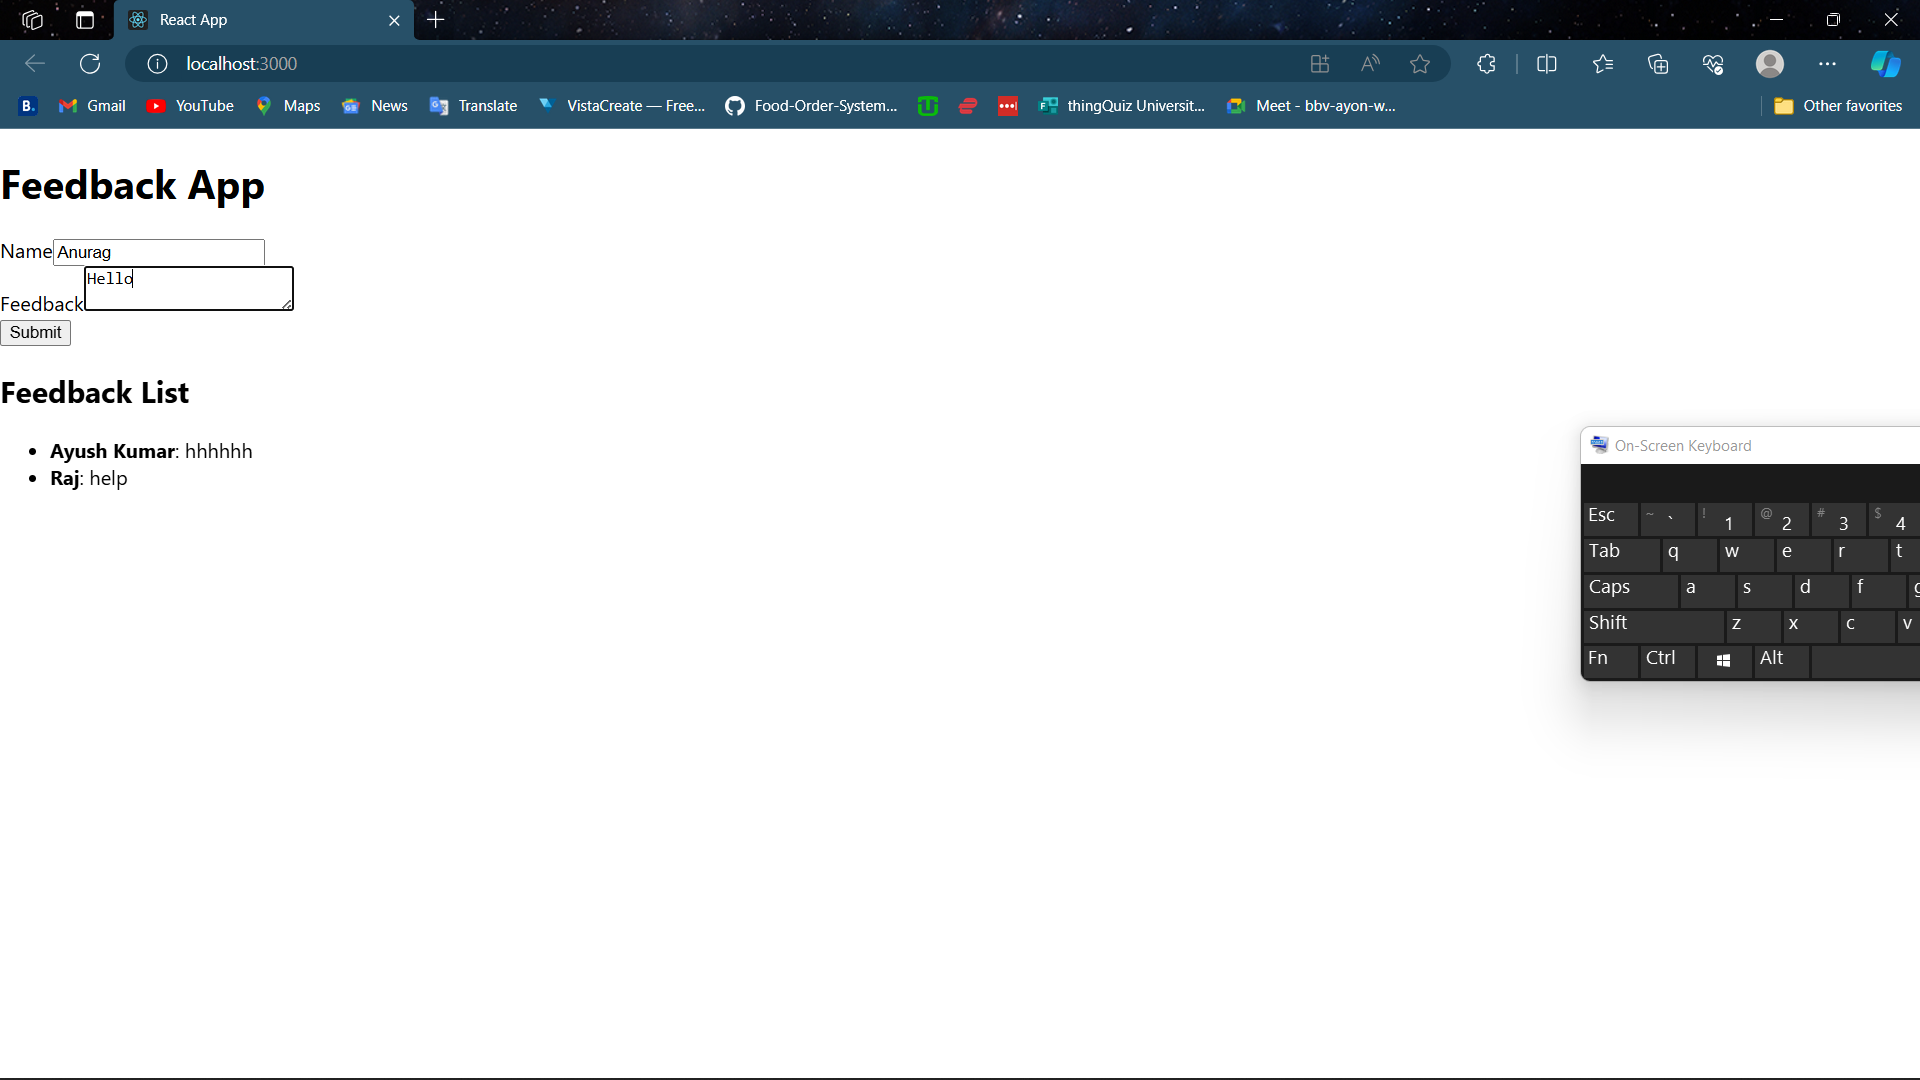 React App
localhost:3000
B. Gmail YouTube Maps News Translate VistaCreate — Free... Food-Order-System... thingQuiz Universit... Meet - bbv-ayon-w... Other favorites
Feedback App
Name Anurag
Feedback Hello
Submit
Feedback List
Ayush Kumar: hhhhhh
Raj: help
On-Screen Keyboard
Esc ~ ` ! 1 @ 2 # 3 $ 4
Tab q w e r t
Caps a s d f g
Shift z x c v
Fn Ctrl Alt